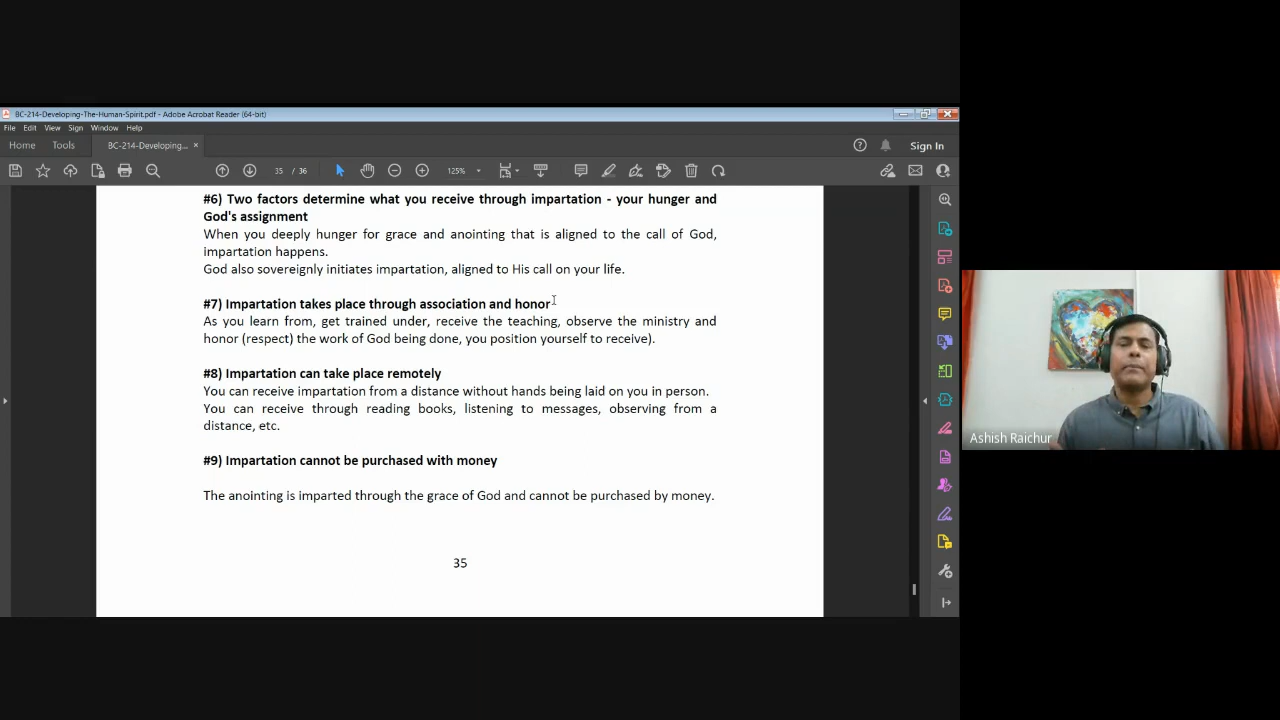 BC-214-Developing-The-Human-Spirit.pdf - Adobe Acrobat Reader (64-bit)
File Edit View Sign Window Help
Home Tools BC-214-Developing... × Sign In
35 / 36 125%
#6) Two factors determine what you receive through impartation - your hunger and
God's assignment
When you deeply hunger for grace and anointing that is aligned to the call of God,
impartation happens.
God also sovereignly initiates impartation, aligned to His call on your life.
#7) Impartation takes place through association and honor
As you learn from, get trained under, receive the teaching, observe the ministry and
honor (respect) the work of God being done, you position yourself to receive).
#8) Impartation can take place remotely
You can receive impartation from a distance without hands being laid on you in person.
You can receive through reading books, listening to messages, observing from a
distance, etc.
#9) Impartation cannot be purchased with money
The anointing is imparted through the grace of God and cannot be purchased by money.
35
Ashish Raichur